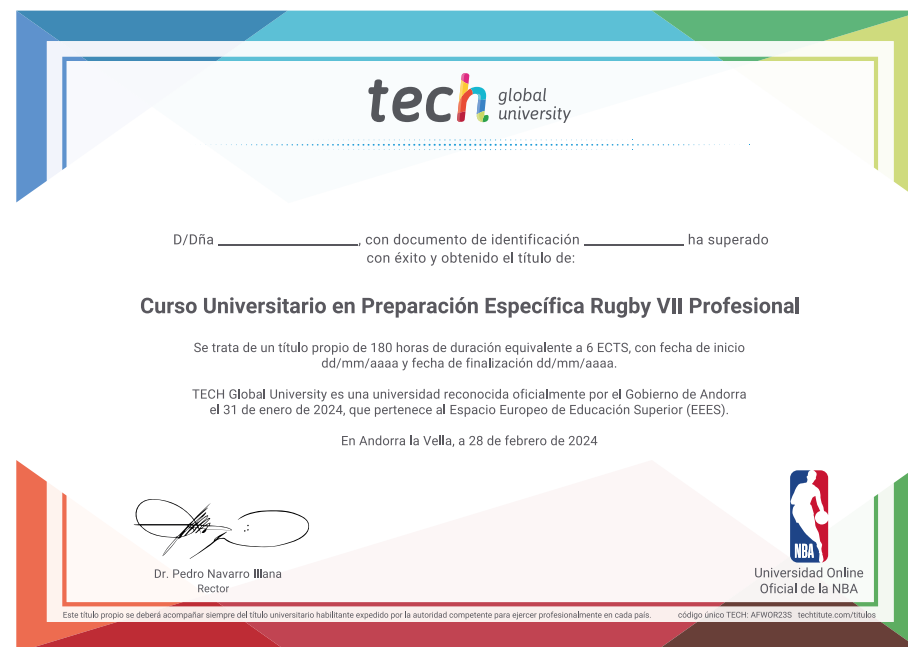 tech global university
D/Dña ____________________, con documento de identificación ______________ ha superado
con éxito y obtenido el título de:
Curso Universitario en Preparación Específica Rugby VII Profesional
Se trata de un título propio de 180 horas de duración equivalente a 6 ECTS, con fecha de inicio
dd/mm/aaaa y fecha de finalización dd/mm/aaaa.
TECH Global University es una universidad reconocida oficialmente por el Gobierno de Andorra
el 31 de enero de 2024, que pertenece al Espacio Europeo de Educación Superior (EEES).
En Andorra la Vella, a 28 de febrero de 2024
Dr. Pedro Navarro Illana
Rector
NBA
Universidad Online
Oficial de la NBA
Este título propio se deberá acompañar siempre del título universitario habilitante expedido por la autoridad competente para ejercer profesionalmente en cada país.
código único TECH: AFWOR23S techtitute.com/titulos